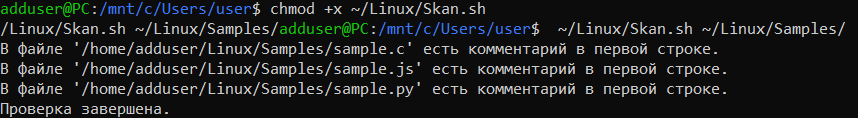 adduser@PC:/mnt/c/Users/user$ chmod +x ~/Linux/Skan.sh
/Linux/Skan.sh ~/Linux/Samples/adduser@PC:/mnt/c/Users/user$  ~/Linux/Skan.sh ~/Linux/Samples/
В файле '/home/adduser/Linux/Samples/sample.c' есть комментарий в первой строке.
В файле '/home/adduser/Linux/Samples/sample.js' есть комментарий в первой строке.
В файле '/home/adduser/Linux/Samples/sample.py' есть комментарий в первой строке.
Проверка завершена.